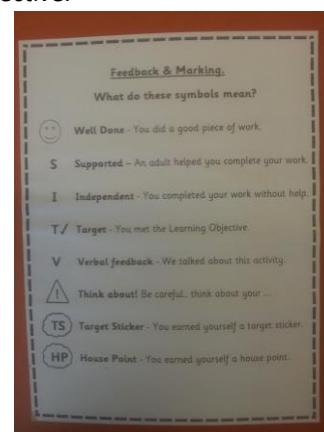 Feedback & Marking.
What do these symbols mean?
Well Done - You did a good piece of work.
S Supported – An adult helped you complete your work.
I Independent - You completed your work without help.
T✓ Target - You met the Learning Objective.
V Verbal feedback - We talked about this activity.
! Think about! Be careful.. think about your ...
TS Target Sticker - You earned yourself a target sticker.
HP House Point - You earned yourself a house point.